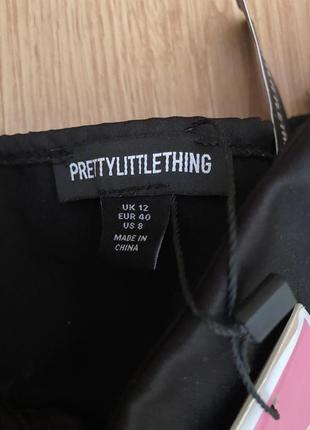 PRETTYLITTLETHING
UK 12
EUR 40
US 8
MADE IN
CHINA